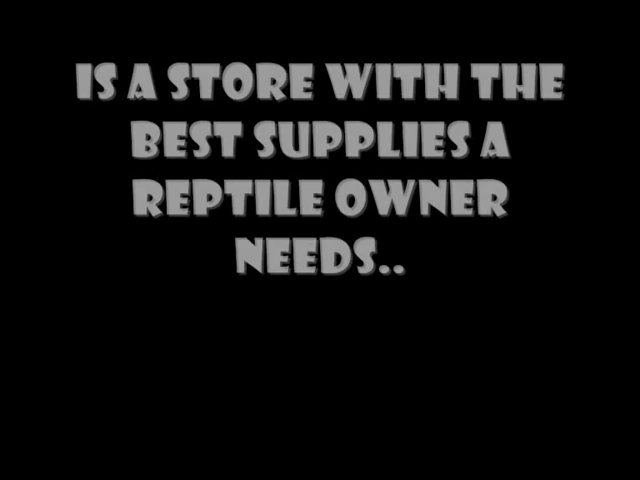 IS A STORE WITH THE
BEST SUPPLIES A
REPTILE OWNER
NEEDS..